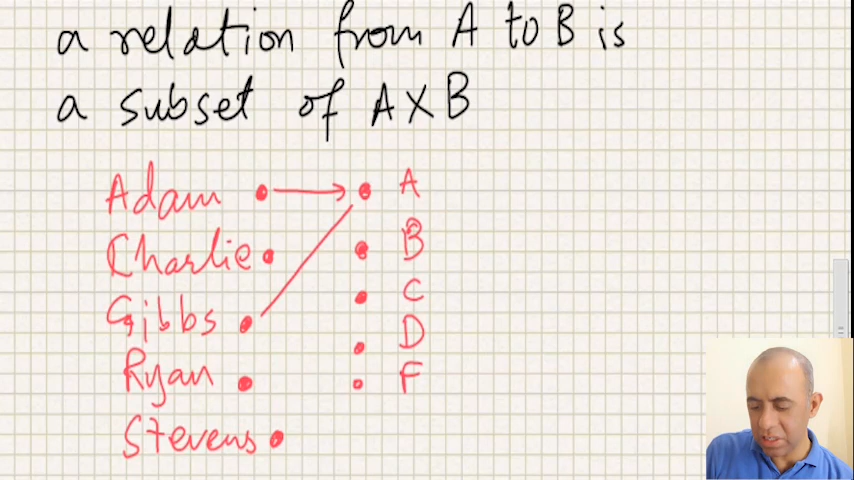 a relation from A to B is
a subset of A X B
Adam A
Charlie B
Gibbs C
D
Ryan F
Stevens